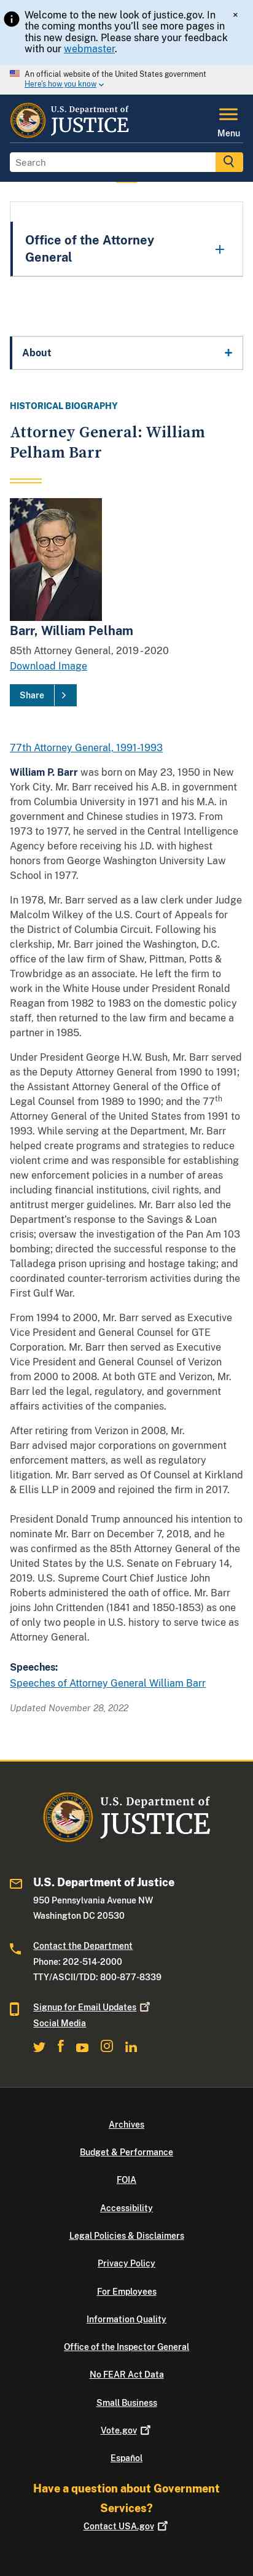 Welcome to the new look of justice.gov. In
the coming months you'll see more pages in
this new design. Please share your feedback
with our webmaster.
×
An official website of the United States government
Here's how you know
U.S. Department of
JUSTICE
Menu
Search
Office of the Attorney
General
About
HISTORICAL BIOGRAPHY
Attorney General: William
Pelham Barr
Barr, William Pelham
85th Attorney General, 2019-2020
Download Image
Share
77th Attorney General, 1991-1993
William P. Barr was born on May 23, 1950 in New
York City. Mr. Barr received his A.B. in government
from Columbia University in 1971 and his M.A. in
government and Chinese studies in 1973. From
1973 to 1977, he served in the Central Intelligence
Agency before receiving his J.D. with highest
honors from George Washington University Law
School in 1977.
In 1978, Mr. Barr served as a law clerk under Judge
Malcolm Wilkey of the U.S. Court of Appeals for
the District of Columbia Circuit. Following his
clerkship, Mr. Barr joined the Washington, D.C.
office of the law firm of Shaw, Pittman, Potts &
Trowbridge as an associate. He left the firm to
work in the White House under President Ronald
Reagan from 1982 to 1983 on the domestic policy
staff, then returned to the law firm and became a
partner in 1985.
Under President George H.W. Bush, Mr. Barr served
as the Deputy Attorney General from 1990 to 1991;
the Assistant Attorney General of the Office of
Legal Counsel from 1989 to 1990; and the 77th
Attorney General of the United States from 1991 to
1993. While serving at the Department, Mr. Barr
helped create programs and strategies to reduce
violent crime and was responsible for establishing
new enforcement policies in a number of areas
including financial institutions, civil rights, and
antitrust merger guidelines. Mr. Barr also led the
Department's response to the Savings & Loan
crisis; oversaw the investigation of the Pan Am 103
bombing; directed the successful response to the
Talladega prison uprising and hostage taking; and
coordinated counter-terrorism activities during the
First Gulf War.
From 1994 to 2000, Mr. Barr served as Executive
Vice President and General Counsel for GTE
Corporation. Mr. Barr then served as Executive
Vice President and General Counsel of Verizon
from 2000 to 2008. At both GTE and Verizon, Mr.
Barr led the legal, regulatory, and government
affairs activities of the companies.
After retiring from Verizon in 2008, Mr.
Barr advised major corporations on government
enforcement matters, as well as regulatory
litigation. Mr. Barr served as Of Counsel at Kirkland
& Ellis LLP in 2009 and rejoined the firm in 2017.
President Donald Trump announced his intention to
nominate Mr. Barr on December 7, 2018, and he
was confirmed as the 85th Attorney General of the
United States by the U.S. Senate on February 14,
2019. U.S. Supreme Court Chief Justice John
Roberts administered the oath of office. Mr. Barr
joins John Crittenden (1841 and 1850-1853) as one
of only two people in U.S. history to serve twice as
Attorney General.
Speeches:
Speeches of Attorney General William Barr
Updated November 28, 2022
U.S. Department of
JUSTICE
U.S. Department of Justice
950 Pennsylvania Avenue NW
Washington DC 20530
Contact the Department
Phone: 202-514-2000
TTY/ASCII/TDD: 800-877-8339
Signup for Email Updates
Social Media
Archives
Budget & Performance
FOIA
Accessibility
Legal Policies & Disclaimers
Privacy Policy
For Employees
Information Quality
Office of the Inspector General
No FEAR Act Data
Small Business
Vote.gov
Español
Have a question about Government
Services?
Contact USA.gov